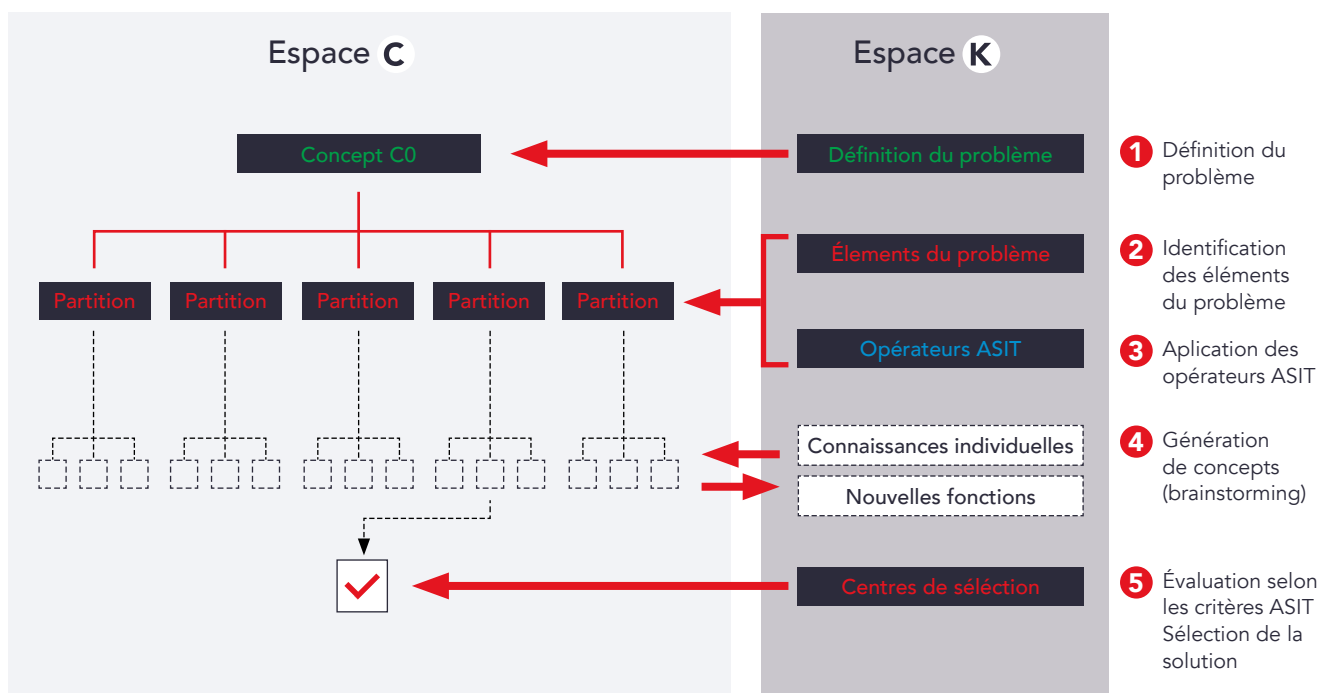 Espace C
Espace K
Concept C0
Définition du problème
1 Définition du
problème
Élements du problème
2 Identification
des éléments
du problème
Partition
Partition
Partition
Partition
Partition
Opérateurs ASIT
3 Aplication des
opérateurs ASIT
Connaissances individuelles
Nouvelles fonctions
4 Génération
de concepts
(brainstorming)
Centres de séléction
5 Évaluation selon
les critères ASIT
Sélection de la
solution